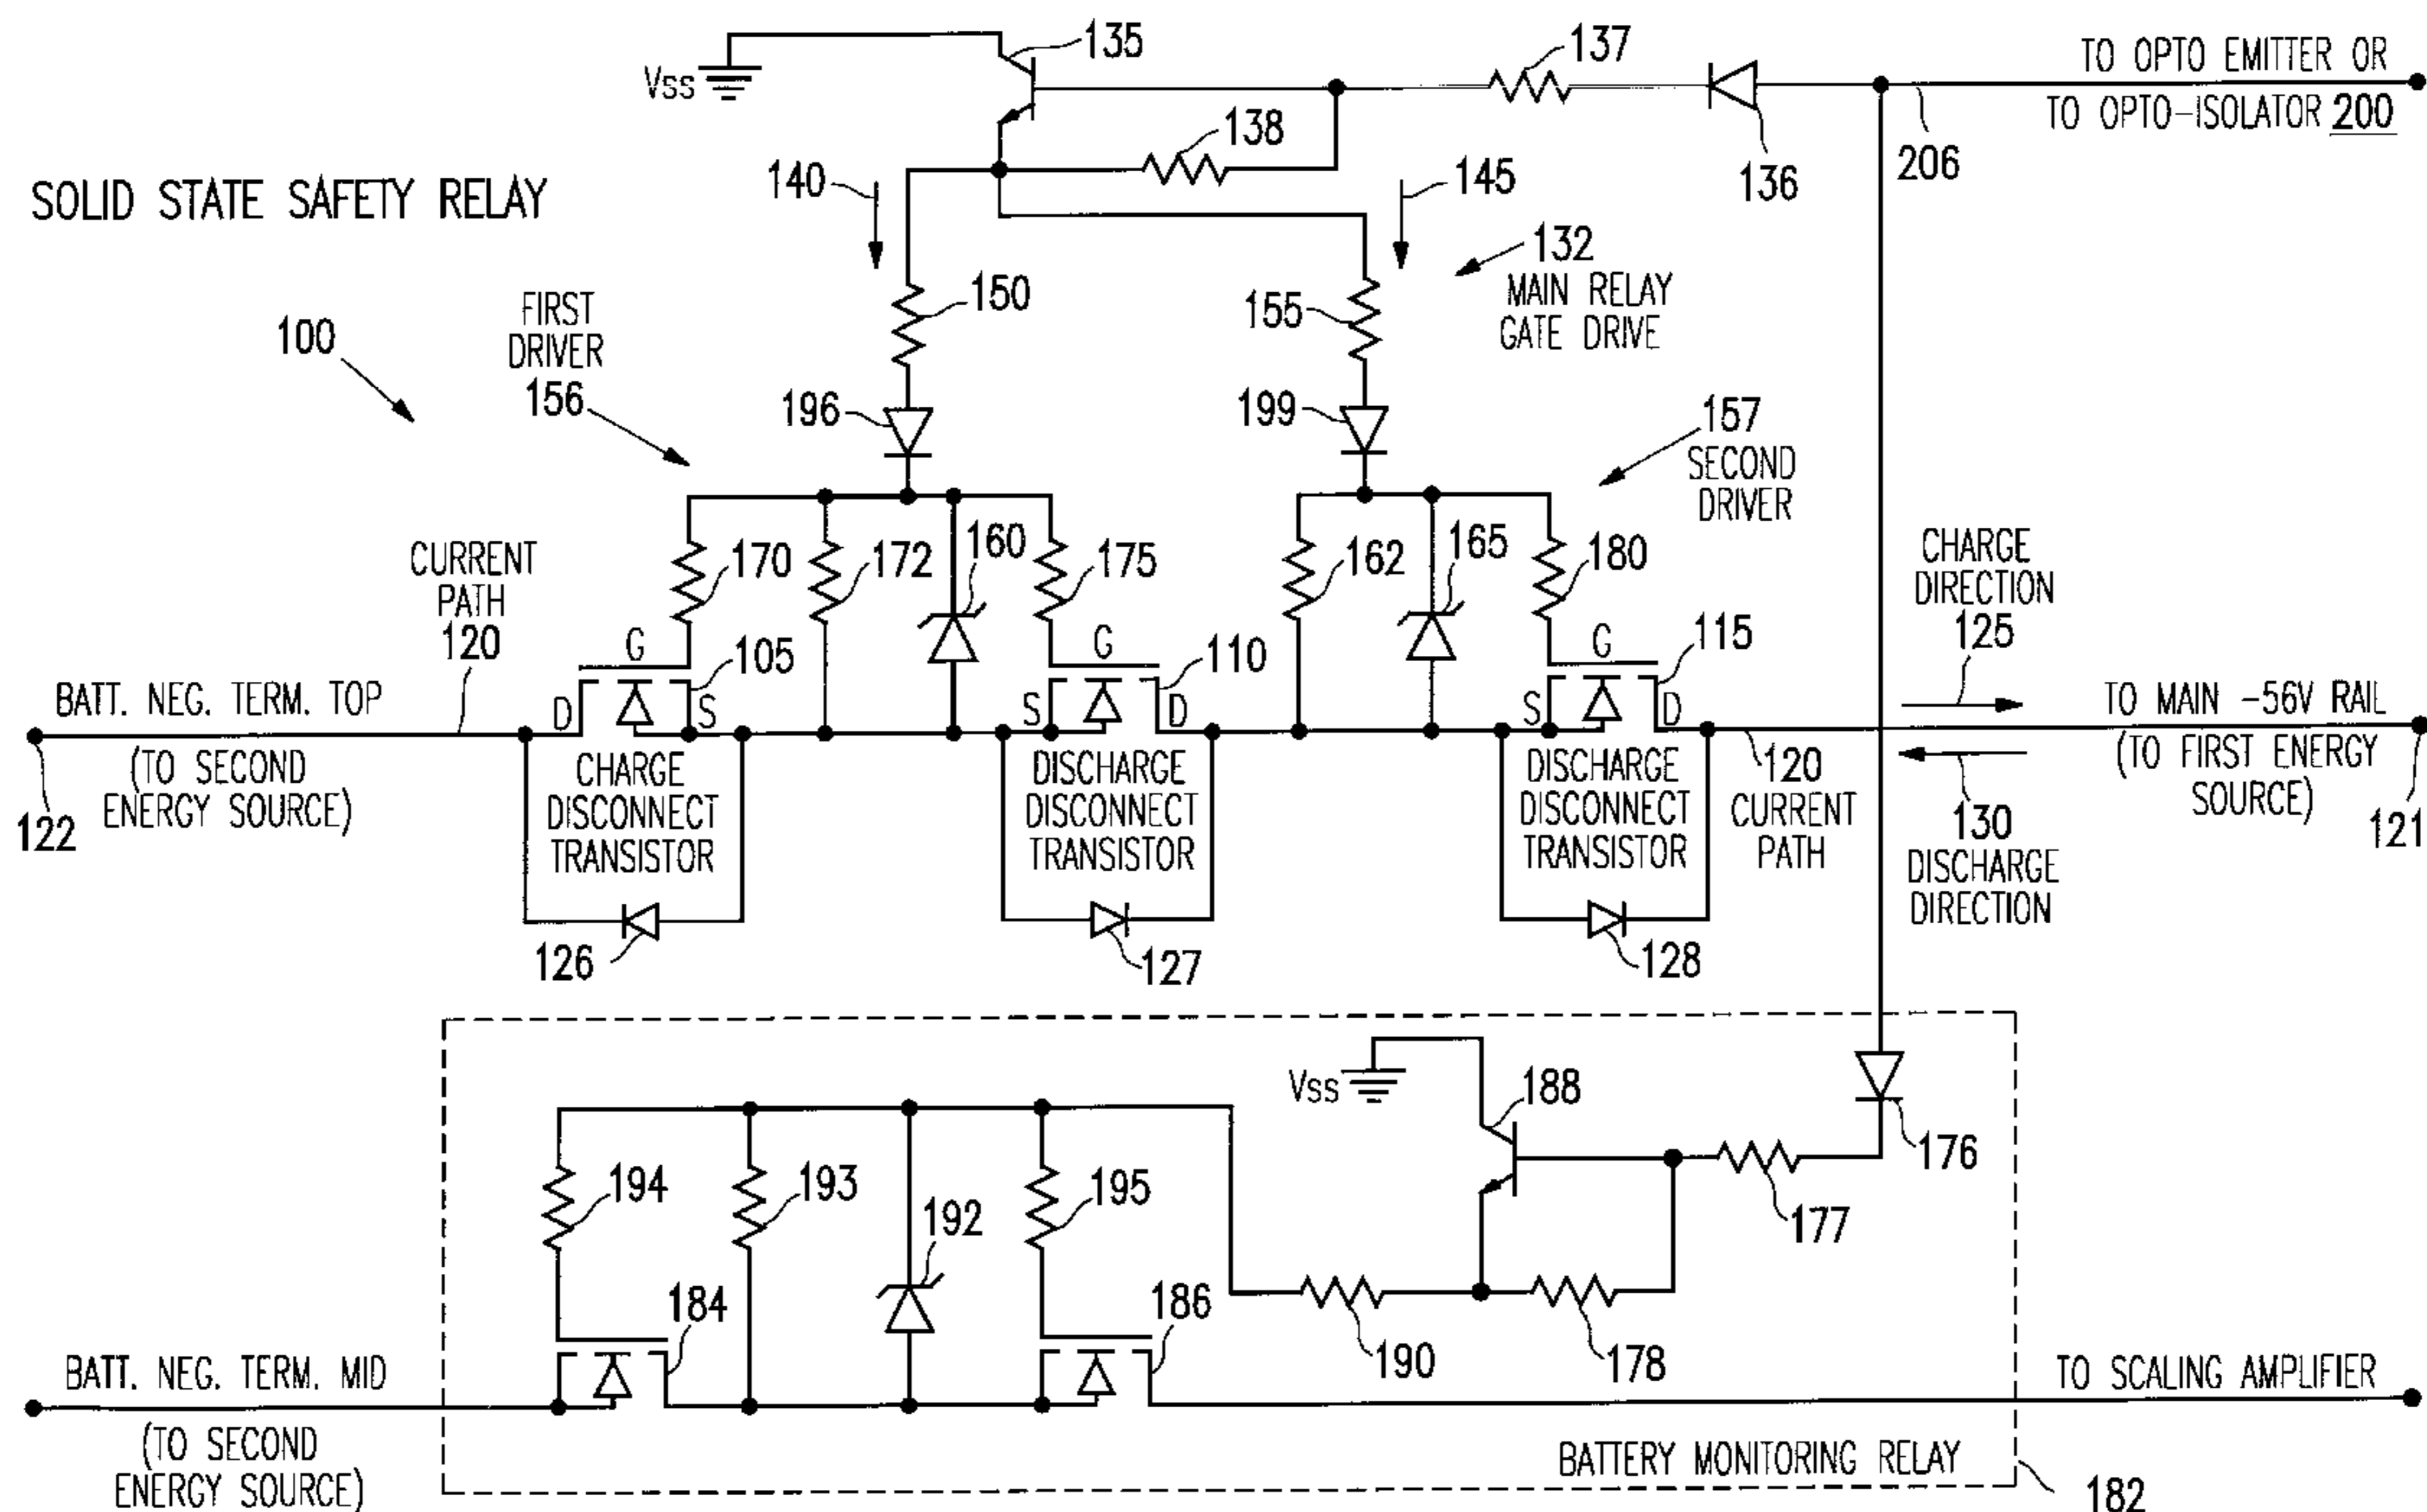 135
137
TO OPTO EMITTER OR
TO OPTO-ISOLATOR 200
Vss
138
136
206
SOLID STATE SAFETY RELAY
140
145
132
MAIN RELAY
GATE DRIVE
150
155
FIRST
DRIVER
156
100
196
199
157
SECOND
DRIVER
CURRENT
PATH
120
170
172
160
175
162
165
180
CHARGE
DIRECTION
125
G
105
G
110
G
115
BATT. NEG. TERM. TOP
D
S
S
D
S
D
TO MAIN -56V RAIL
(TO SECOND
ENERGY SOURCE)
122
CHARGE
DISCONNECT
TRANSISTOR
DISCHARGE
DISCONNECT
TRANSISTOR
DISCHARGE
DISCONNECT
TRANSISTOR
120
CURRENT
PATH
(TO FIRST ENERGY
SOURCE)
121
130
DISCHARGE
DIRECTION
126
127
128
Vss
188
176
194
193
192
195
177
184
186
190
178
BATT. NEG. TERM. MID
(TO SECOND
ENERGY SOURCE)
TO SCALING AMPLIFIER
BATTERY MONITORING RELAY
182